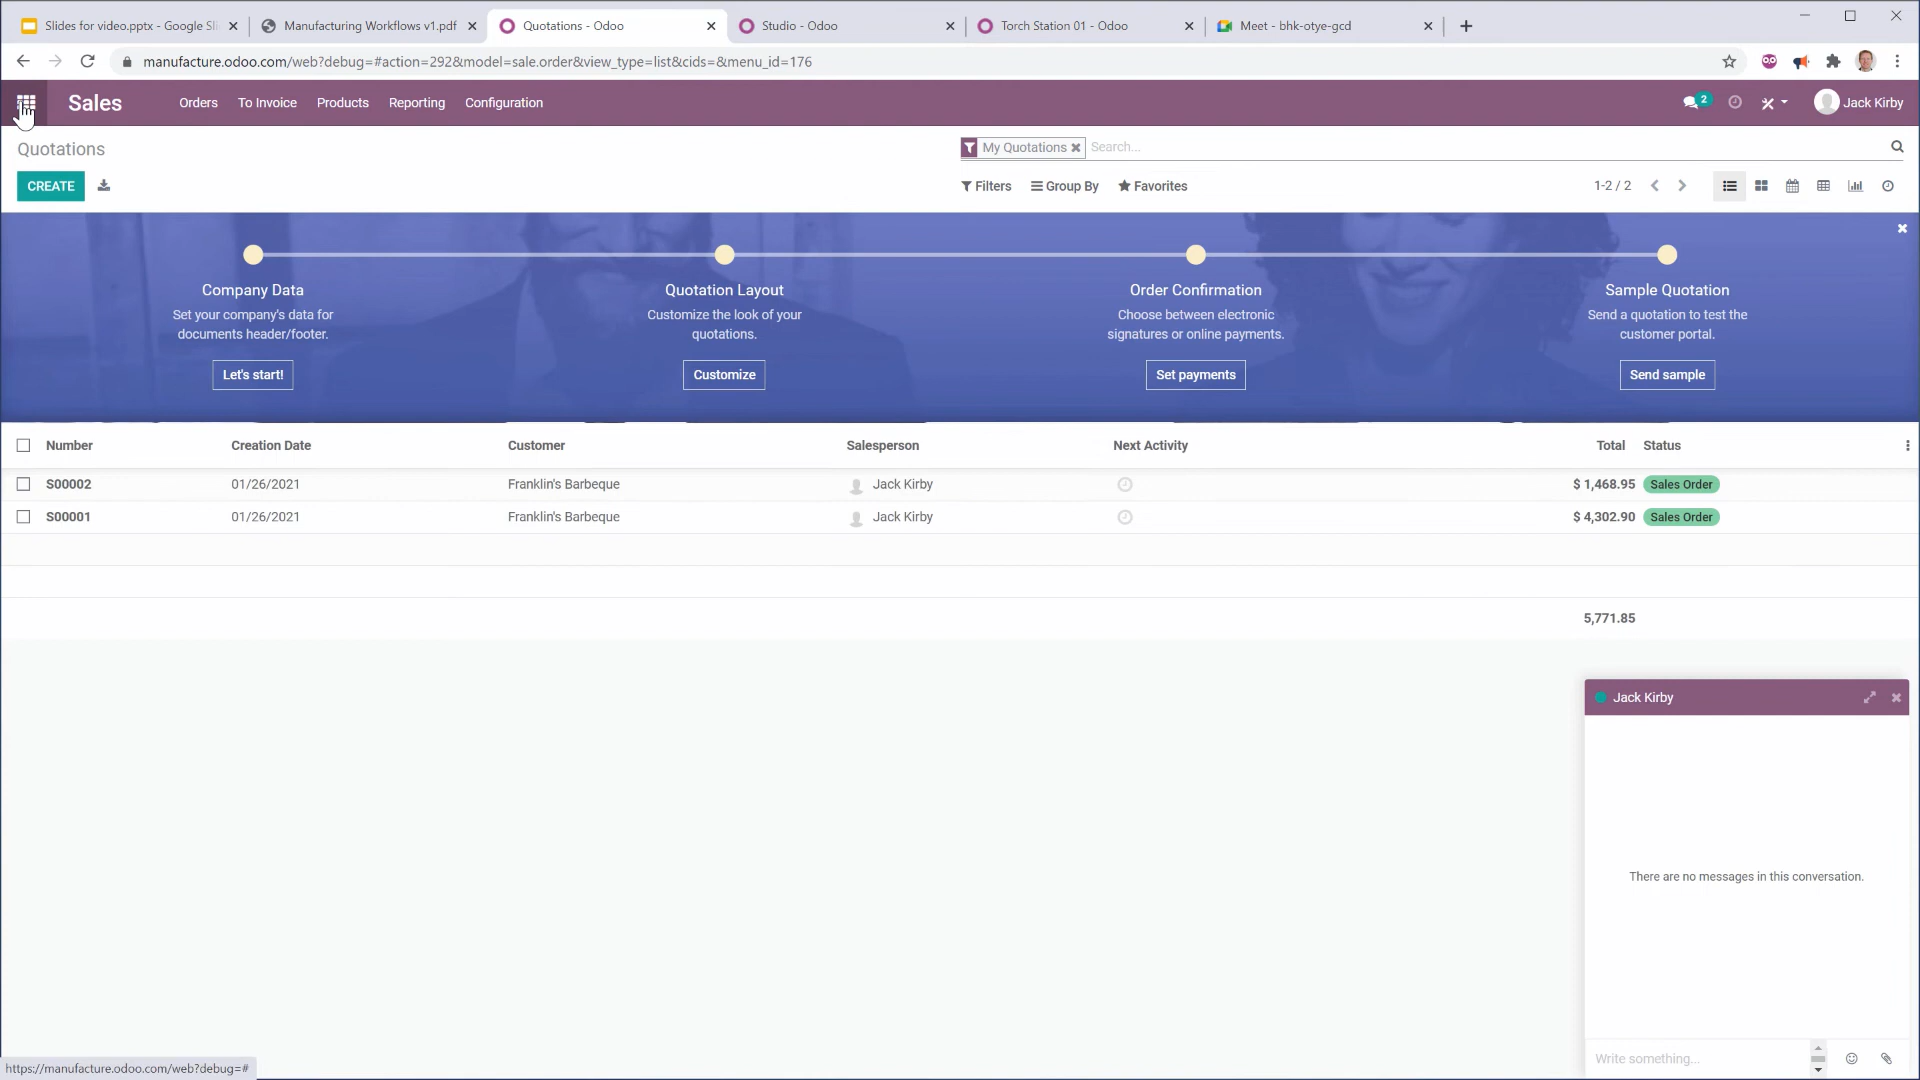 Slides for video.pptx - Google Sli
Manufacturing Workflows v1.pdf
Quotations - Odoo
Studio - Odoo
Torch Station 01 - Odoo
Meet - bhk-otye-gcd
manufacture.odoo.com/web?debug=#action=292&model=sale.order&view_type=list&cids=&menu_id=176
Sales
Orders
To Invoice
Products
Reporting
Configuration
2
Jack Kirby
Quotations
My Quotations
Search...
CREATE
Filters
Group By
Favorites
1-2 / 2
Company Data
Set your company's data for
documents header/footer.
Let's start!
Quotation Layout
Customize the look of your
quotations.
Customize
Order Confirmation
Choose between electronic
signatures or online payments.
Set payments
Sample Quotation
Send a quotation to test the
customer portal.
Send sample
Number Creation Date Customer Salesperson Next Activity Total Status
S00002 01/26/2021 Franklin's Barbeque Jack Kirby $ 1,468.95 Sales Order
S00001 01/26/2021 Franklin's Barbeque Jack Kirby $ 4,302.90 Sales Order
5,771.85
Jack Kirby
There are no messages in this conversation.
Write something...
https://manufacture.odoo.com/web?debug=#